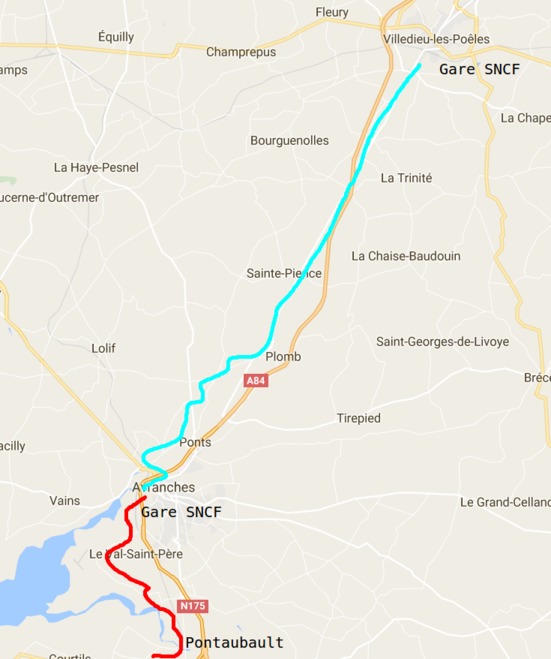 Fleury
Équilly
Villedieu-les-Poêles
Champrepus
Gare SNCF
amps
La Chape
Bourguenolles
La Haye-Pesnel
La Trinité
ucerne-d'Outremer
La Chaise-Baudouin
Sainte-Pience
Saint-Georges-de-Livoye
Lolif
Plomb
A84
Bréce
Tirepied
Ponts
acilly
Avranches
Vains
Le Grand-Celland
Gare SNCF
Le Val-Saint-Père
N175
Pontaubault
Courtils